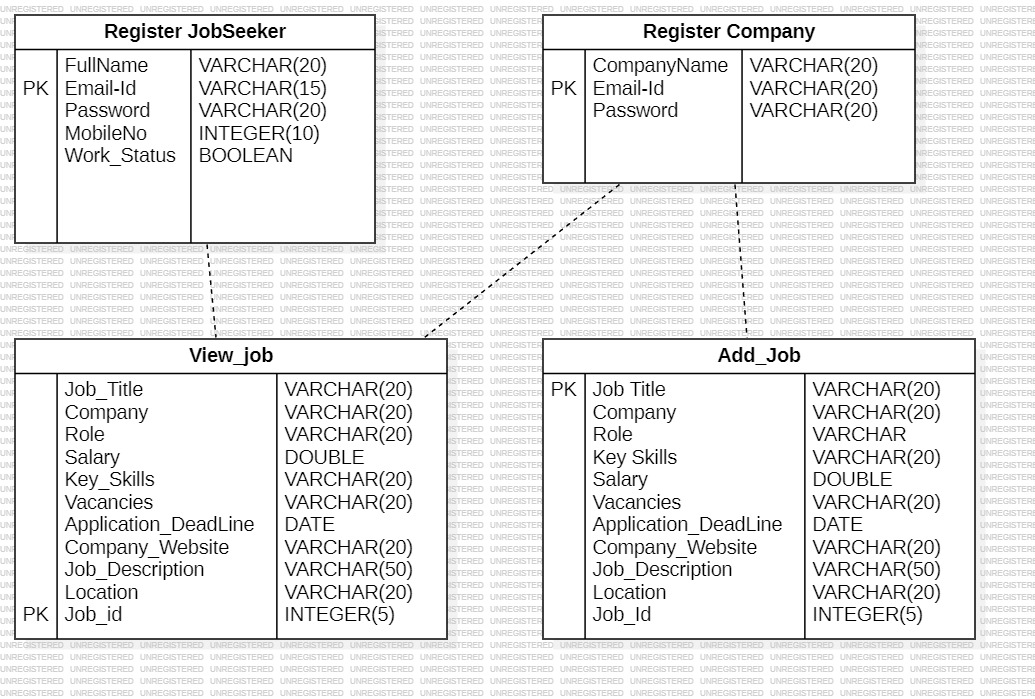 Register JobSeeker
FullName VARCHAR(20)
PK Email-Id VARCHAR(15)
Password VARCHAR(20)
MobileNo INTEGER(10)
Work_Status BOOLEAN
Register Company
CompanyName VARCHAR(20)
PK Email-Id VARCHAR(20)
Password VARCHAR(20)
View_job
Job_Title VARCHAR(20)
Company VARCHAR(20)
Role VARCHAR(20)
Salary DOUBLE
Key_Skills VARCHAR(20)
Vacancies VARCHAR(20)
Application_DeadLine DATE
Company_Website VARCHAR(20)
Job_Description VARCHAR(50)
Location VARCHAR(20)
PK Job_id INTEGER(5)
Add_Job
PK Job Title VARCHAR(20)
Company VARCHAR(20)
Role VARCHAR
Key Skills VARCHAR(20)
Salary DOUBLE
Vacancies VARCHAR(20)
Application_DeadLine DATE
Company_Website VARCHAR(20)
Job_Description VARCHAR(50)
Location VARCHAR(20)
Job_Id INTEGER(5)
UNREGISTERED